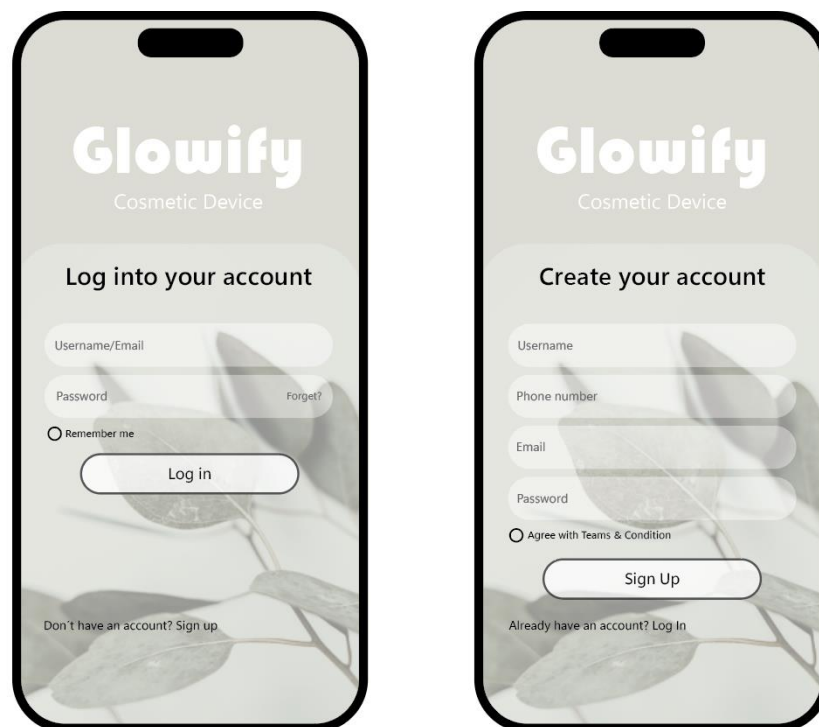 Glowify
Cosmetic Device
Log into your account
Username/Email
Password
Forget?
Remember me
Log in
Don´t have an account? Sign up
Glowify
Cosmetic Device
Create your account
Username
Phone number
Email
Password
Agree with Teams & Condition
Sign Up
Already have an account? Log In